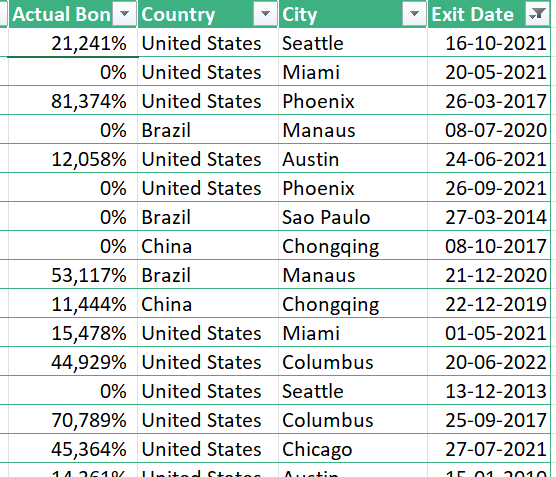 Actual Bon Country City Exit Date
21,241% United States Seattle 16-10-2021
0% United States Miami 20-05-2021
81,374% United States Phoenix 26-03-2017
0% Brazil Manaus 08-07-2020
12,058% United States Austin 24-06-2021
0% United States Phoenix 26-09-2021
0% Brazil Sao Paulo 27-03-2014
0% China Chongqing 08-10-2017
53,117% Brazil Manaus 21-12-2020
11,444% China Chongqing 22-12-2019
15,478% United States Miami 01-05-2021
44,929% United States Columbus 20-06-2022
0% United States Seattle 13-12-2013
70,789% United States Columbus 25-09-2017
45,364% United States Chicago 27-07-2021
14,261% United States Austin 15-01-2010